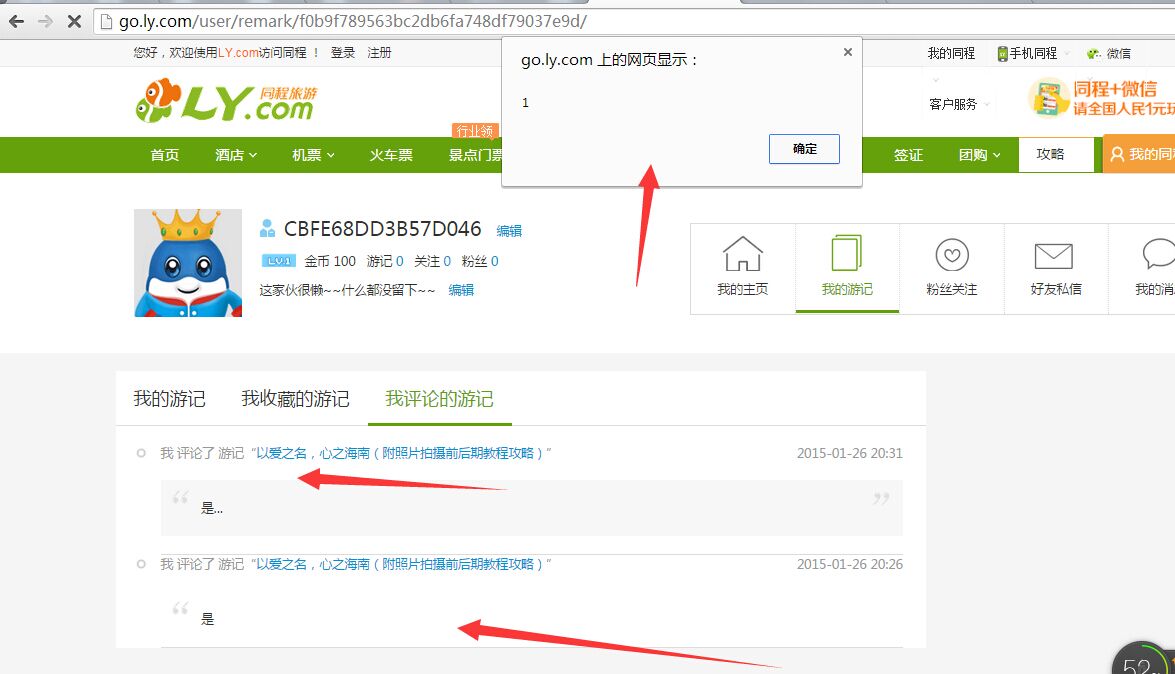 go.ly.com/user/remark/f0b9f789563bc2db6fa748df79037e9d/
您好，欢迎使用LY.com访问同程 ！ 登录 注册
我的同程 手机同程 微信
go.ly.com 上的网页显示：
1
确定
LY.com 同程旅游
客户服务
同程+微信
请全国人民1元玩
行业领
首页 酒店 机票 火车票 景点门票 签证 团购 攻略 我的同
CBFE68DD3B57D046 编辑
LV.1 金币 100 游记 0 关注 0 粉丝 0
这家伙很懒~~什么都没留下~~ 编辑
我的主页 我的游记 粉丝关注 好友私信 我的消
我的游记 我收藏的游记 我评论的游记
我 评论了 游记 “以爱之名，心之海南（附照片拍摄前后期教程攻略）” 2015-01-26 20:31
“ 是... ”
我 评论了 游记 “以爱之名，心之海南（附照片拍摄前后期教程攻略）” 2015-01-26 20:26
“ 是
52